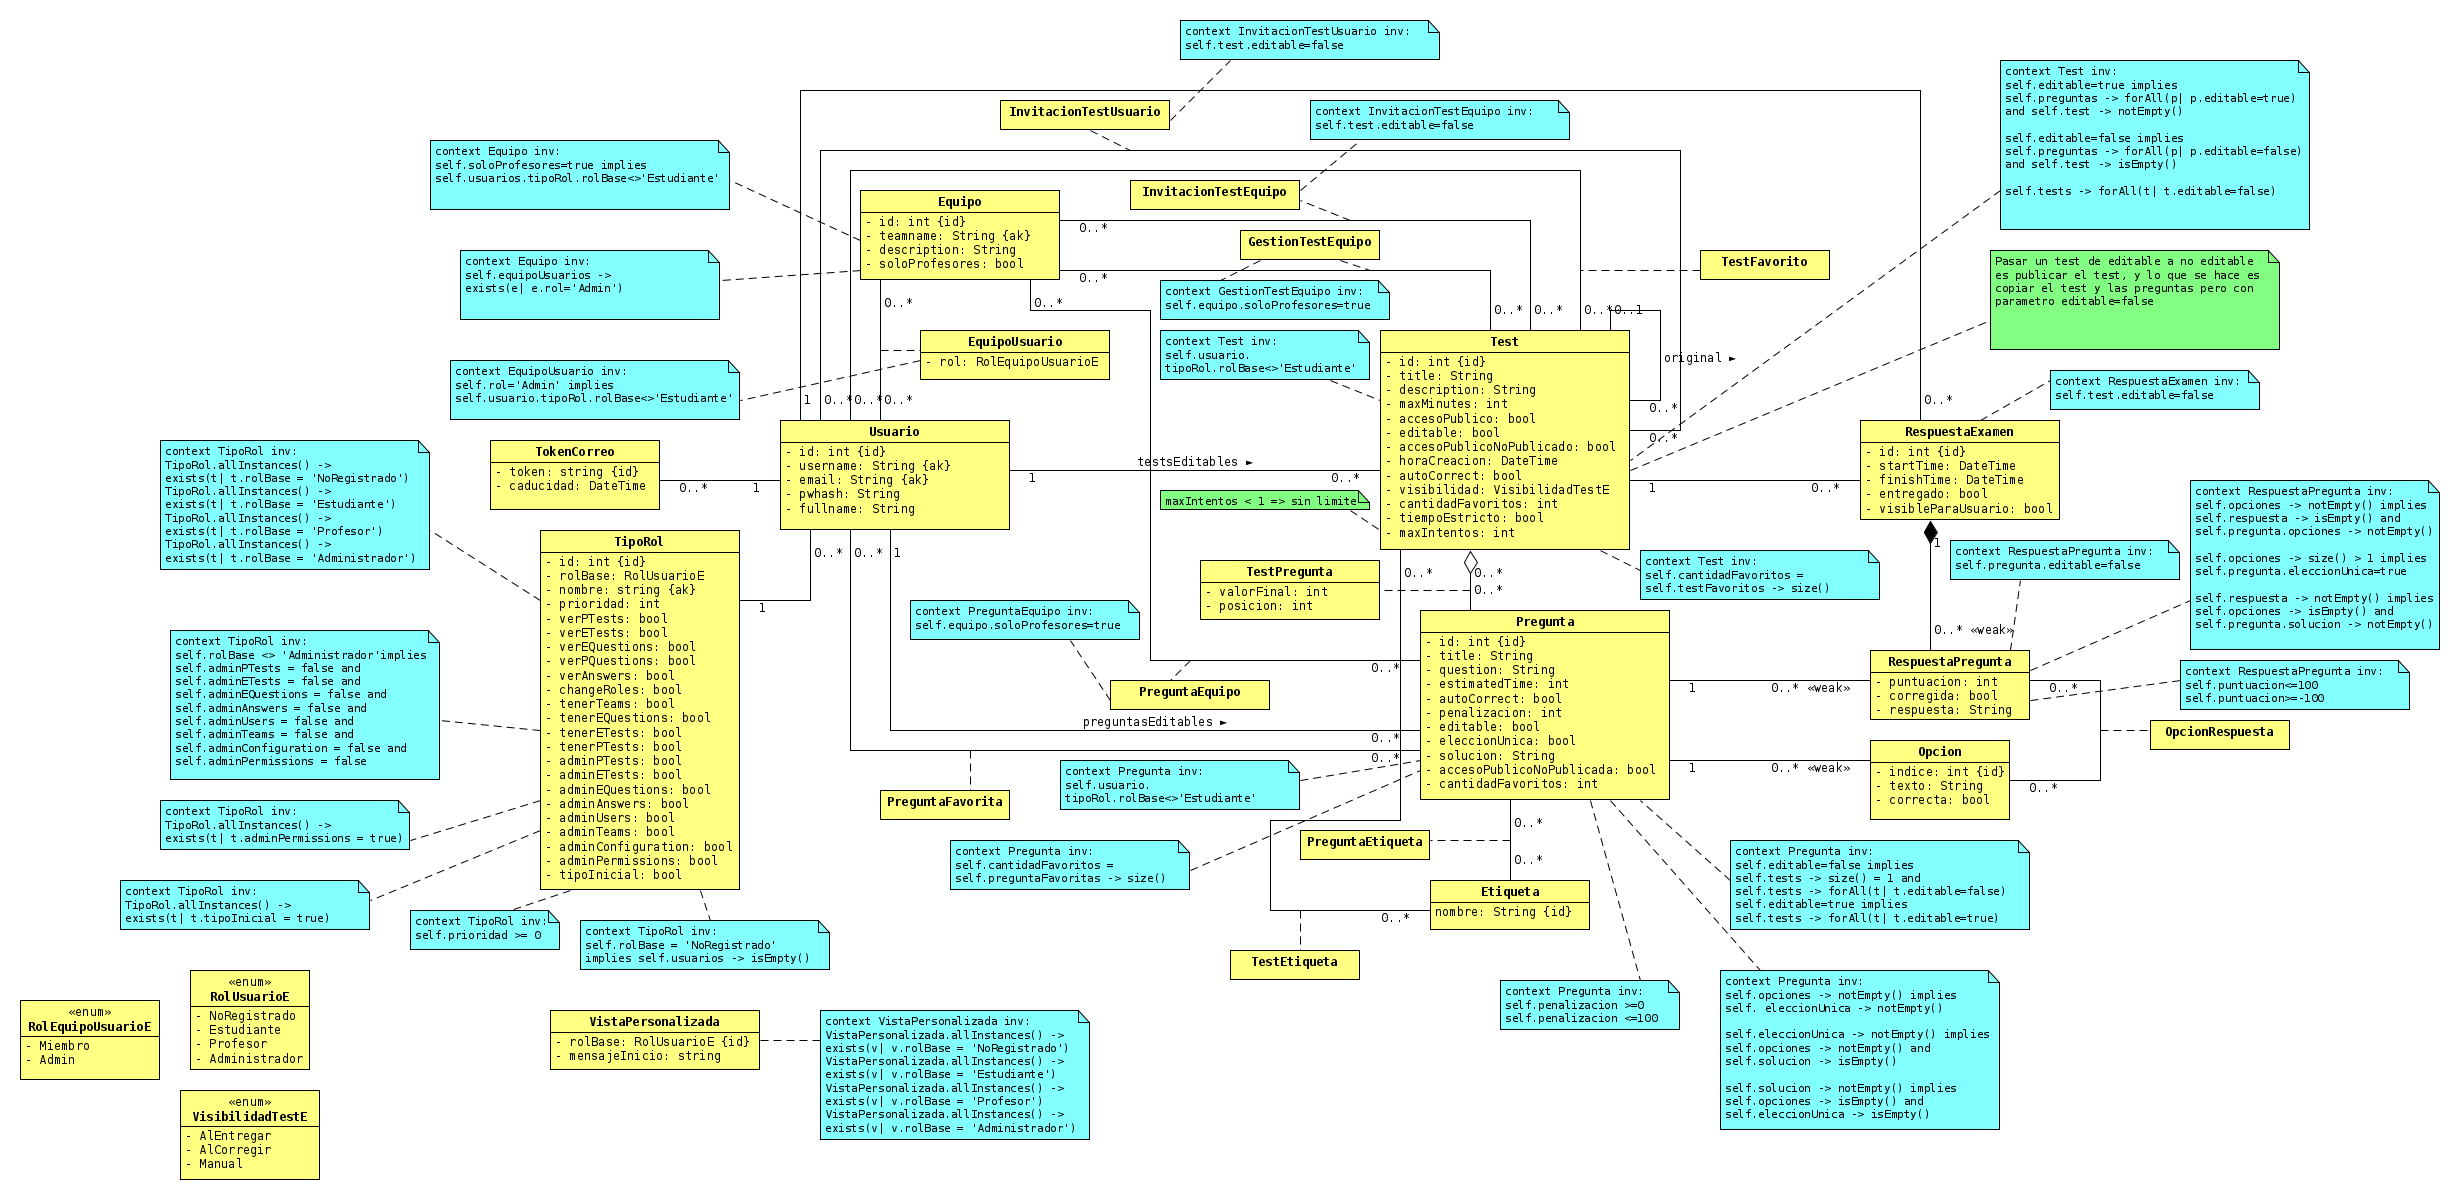 context InvitacionTestUsuario inv:
self.test.editable=false
InvitacionTestUsuario
context InvitacionTestEquipo inv:
self.test.editable=false
context Test inv:
self.editable=true implies
self.preguntas -> forAll(p| p.editable=true)
and self.test -> notEmpty()
self.editable=false implies
self.preguntas -> forAll(p| p.editable=false)
and self.test -> isEmpty()
self.tests -> forAll(t| t.editable=false)
context Equipo inv:
self.soloProfesores=true implies
self.usuarios.tipoRol.rolBase<>'Estudiante'
InvitacionTestEquipo
Equipo
- id: int {id}
- teamname: String {ak}
- description: String
- soloProfesores: bool
0..*
0..*
GestionTestEquipo
TestFavorito
context Equipo inv:
self.equipoUsuarios ->
exists(e| e.rol='Admin')
context GestionTestEquipo inv:
self.equipo.soloProfesores=true
Pasar un test de editable a no editable
es publicar el test, y lo que se hace es
copiar el test y las preguntas pero con
parametro editable=false
0..*
0..*
0..*
0..*
0..*
0..1
original ►
0..*
0..*
EquipoUsuario
- rol: RolEquipoUsuarioE
context Test inv:
self.usuario.
tipoRol.rolBase<>'Estudiante'
context EquipoUsuario inv:
self.rol='Admin' implies
self.usuario.tipoRol.rolBase<>'Estudiante'
1
0..*
0..*
0..*
Test
- id: int {id}
- title: String
- description: String
- maxMinutes: int
- accesoPublico: bool
- editable: bool
- accesoPublicoNoPublicado: bool
- horaCreacion: DateTime
- autoCorrect: bool
- visibilidad: VisibilidadTestE
- cantidadFavoritos: int
- tiempoEstricto: bool
- maxIntentos: int
context RespuestaExamen inv:
self.test.editable=false
0..*
RespuestaExamen
- id: int {id}
- startTime: DateTime
- finishTime: DateTime
- entregado: bool
- visibleParaUsuario: bool
Usuario
- id: int {id}
- username: String {ak}
- email: String {ak}
- pwhash: String
- fullname: String
testsEditables ►
1
0..*
1
0..*
TokenCorreo
- token: string {id}
- caducidad: DateTime
0..*
1
context TipoRol inv:
TipoRol.allInstances() ->
exists(t| t.rolBase = 'NoRegistrado')
TipoRol.allInstances() ->
exists(t| t.rolBase = 'Estudiante')
TipoRol.allInstances() ->
exists(t| t.rolBase = 'Profesor')
TipoRol.allInstances() ->
exists(t| t.rolBase = 'Administrador')
maxIntentos < 1 => sin limite
context RespuestaPregunta inv:
self.opciones -> notEmpty() implies
self.respuesta -> isEmpty() and
self.pregunta.opciones -> notEmpty()
self.opciones -> size() > 1 implies
self.pregunta.eleccionUnica=true
self.respuesta -> notEmpty() implies
self.opciones -> isEmpty() and
self.pregunta.solucion -> notEmpty()
0..*
0..*
1
1
TipoRol
- id: int {id}
- rolBase: RolUsuarioE
- nombre: string {ak}
- prioridad: int
- verPTests: bool
- verETests: bool
- verEQuestions: bool
- verPQuestions: bool
- verAnswers: bool
- changeRoles: bool
- tenerTeams: bool
- tenerEQuestions: bool
- tenerETests: bool
- tenerPTests: bool
- adminPTests: bool
- adminETests: bool
- adminEQuestions: bool
- adminAnswers: bool
- adminUsers: bool
- adminTeams: bool
- adminConfiguration: bool
- adminPermissions: bool
- tipoInicial: bool
TestPregunta
- valorFinal: int
- posicion: int
0..*
0..*
0..*
context Test inv:
self.cantidadFavoritos =
self.testFavoritos -> size()
1
context RespuestaPregunta inv:
self.pregunta.editable=false
0..* «weak»
context PreguntaEquipo inv:
self.equipo.soloProfesores=true
context TipoRol inv:
self.rolBase <> 'Administrador'implies
self.adminPTests = false and
self.adminETests = false and
self.adminEQuestions = false and
self.adminAnswers = false and
self.adminUsers = false and
self.adminTeams = false and
self.adminConfiguration = false and
self.adminPermissions = false
Pregunta
- id: int {id}
- title: String
- question: String
- estimatedTime: int
- autoCorrect: bool
- penalizacion: int
- editable: bool
- eleccionUnica: bool
- solucion: String
- accesoPublicoNoPublicada: bool
- cantidadFavoritos: int
RespuestaPregunta
- puntuacion: int
- corregida: bool
- respuesta: String
context RespuestaPregunta inv:
self.puntuacion<=100
self.puntuacion>=-100
0..*
PreguntaEquipo
1
0..* «weak»
0..*
preguntasEditables ►
0..*
0..*
OpcionRespuesta
Opcion
- indice: int {id}
- texto: String
- correcta: bool
1
0..* «weak»
0..*
PreguntaFavorita
context Pregunta inv:
self.usuario.
tipoRol.rolBase<>'Estudiante'
context TipoRol inv:
TipoRol.allInstances() ->
exists(t| t.adminPermissions = true)
context Pregunta inv:
self.cantidadFavoritos =
self.preguntaFavoritas -> size()
PreguntaEtiqueta
0..*
0..*
context Pregunta inv:
self.editable=false implies
self.tests -> size() = 1 and
self.tests -> forAll(t| t.editable=false)
self.editable=true implies
self.tests -> forAll(t| t.editable=true)
context TipoRol inv:
TipoRol.allInstances() ->
exists(t| t.tipoInicial = true)
Etiqueta
nombre: String {id}
0..*
context TipoRol inv:
self.prioridad >= 0
context TipoRol inv:
self.rolBase = 'NoRegistrado'
implies self.usuarios -> isEmpty()
TestEtiqueta
«enum»
RolEquipoUsuarioE
- Miembro
- Admin
«enum»
RolUsuarioE
- NoRegistrado
- Estudiante
- Profesor
- Administrador
VistaPersonalizada
- rolBase: RolUsuarioE {id}
- mensajeInicio: string
context VistaPersonalizada inv:
VistaPersonalizada.allInstances() ->
exists(v| v.rolBase = 'NoRegistrado')
VistaPersonalizada.allInstances() ->
exists(v| v.rolBase = 'Estudiante')
VistaPersonalizada.allInstances() ->
exists(v| v.rolBase = 'Profesor')
VistaPersonalizada.allInstances() ->
exists(v| v.rolBase = 'Administrador')
context Pregunta inv:
self.penalizacion >=0
self.penalizacion <=100
context Pregunta inv:
self.opciones -> notEmpty() implies
self. eleccionUnica -> notEmpty()
self.eleccionUnica -> notEmpty() implies
self.opciones -> notEmpty() and
self.solucion -> isEmpty()
self.solucion -> notEmpty() implies
self.opciones -> isEmpty() and
self.eleccionUnica -> isEmpty()
«enum»
VisibilidadTestE
- AlEntregar
- AlCorregir
- Manual